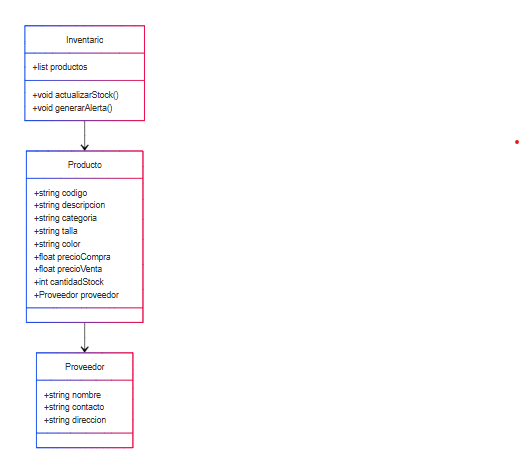 Inventario
+list productos
+void actualizarStock()
+void generarAlerta()
Producto
+string codigo
+string descripcion
+string categoria
+string talla
+string color
+float precioCompra
+float precioVenta
+int cantidadStock
+Proveedor proveedor
Proveedor
+string nombre
+string contacto
+string direccion